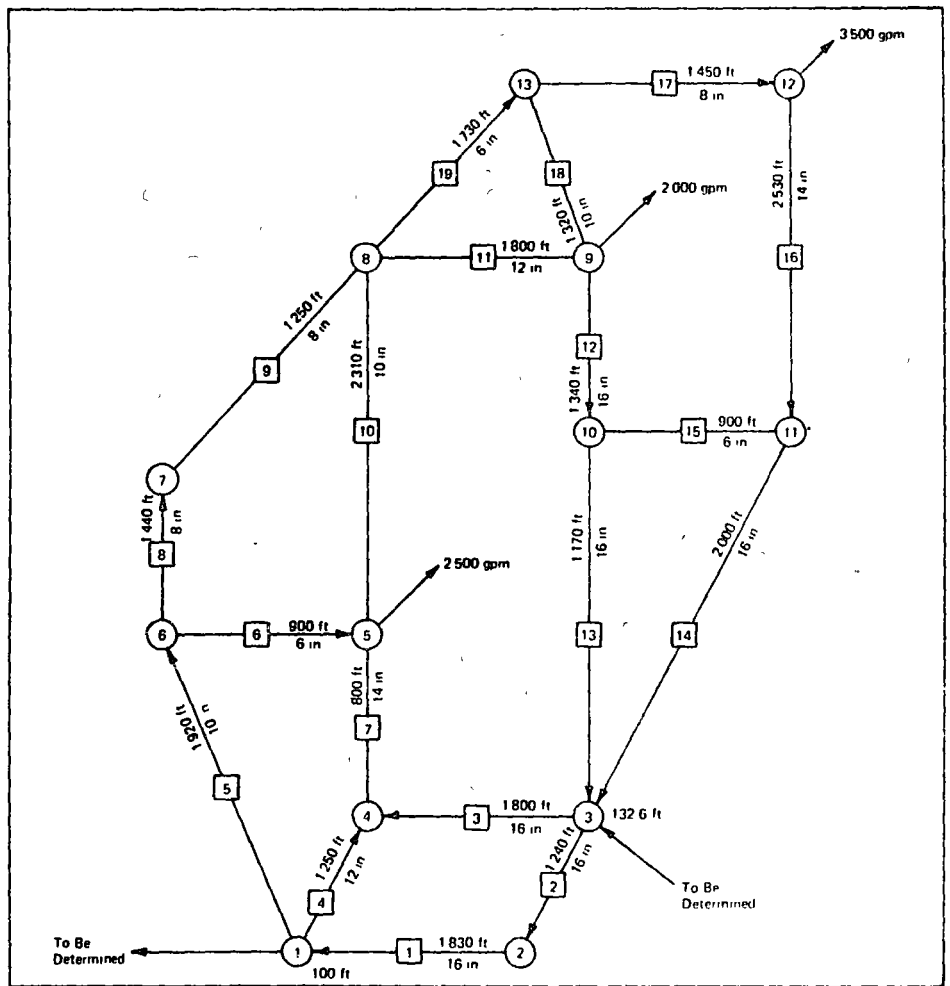 3 500 gpm
13
17
1 450 ft
8 in
12
1 730 ft
6 in
19
18
1 320 ft
10 in
2 000 gpm
2 530 ft
14 in
16
8
11
1 800 ft
12 in
9
1 250 ft
8 in
9
2 310 ft
10 in
10
12
1 340 ft
16 in
10
15
900 ft
6 in
11
7
1 440 ft
8 in
8
2 500 gpm
1 170 ft
16 in
2 000 ft
16 in
6
6
900 ft
6 in
5
13
14
800 ft
14 in
7
1 920 ft
10 n
5
4
3
1 800 ft
16 in
3
132 6 ft
1 250 ft
12 in
4
1 240 ft
16 in
2
To Be
Determined
To Be
Determined
1
100 ft
1
1 830 ft
16 in
2